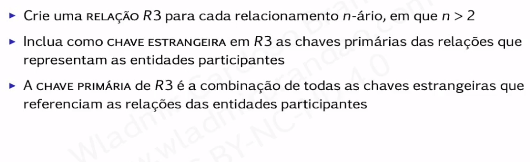 ▸ Crie uma RELAÇÃO R3 para cada relacionamento n-ário, em que n > 2
▸ Inclua como CHAVE ESTRANGEIRA em R3 as chaves primárias das relações que
representam as entidades participantes
▸ A CHAVE PRIMÁRIA de R3 é a combinação de todas as chaves estrangeiras que
referenciam as relações das entidades participantes